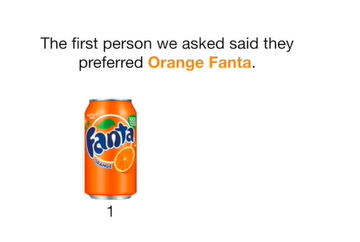 The first person we asked said they
preferred Orange Fanta.
Fanta
ORANGE
1